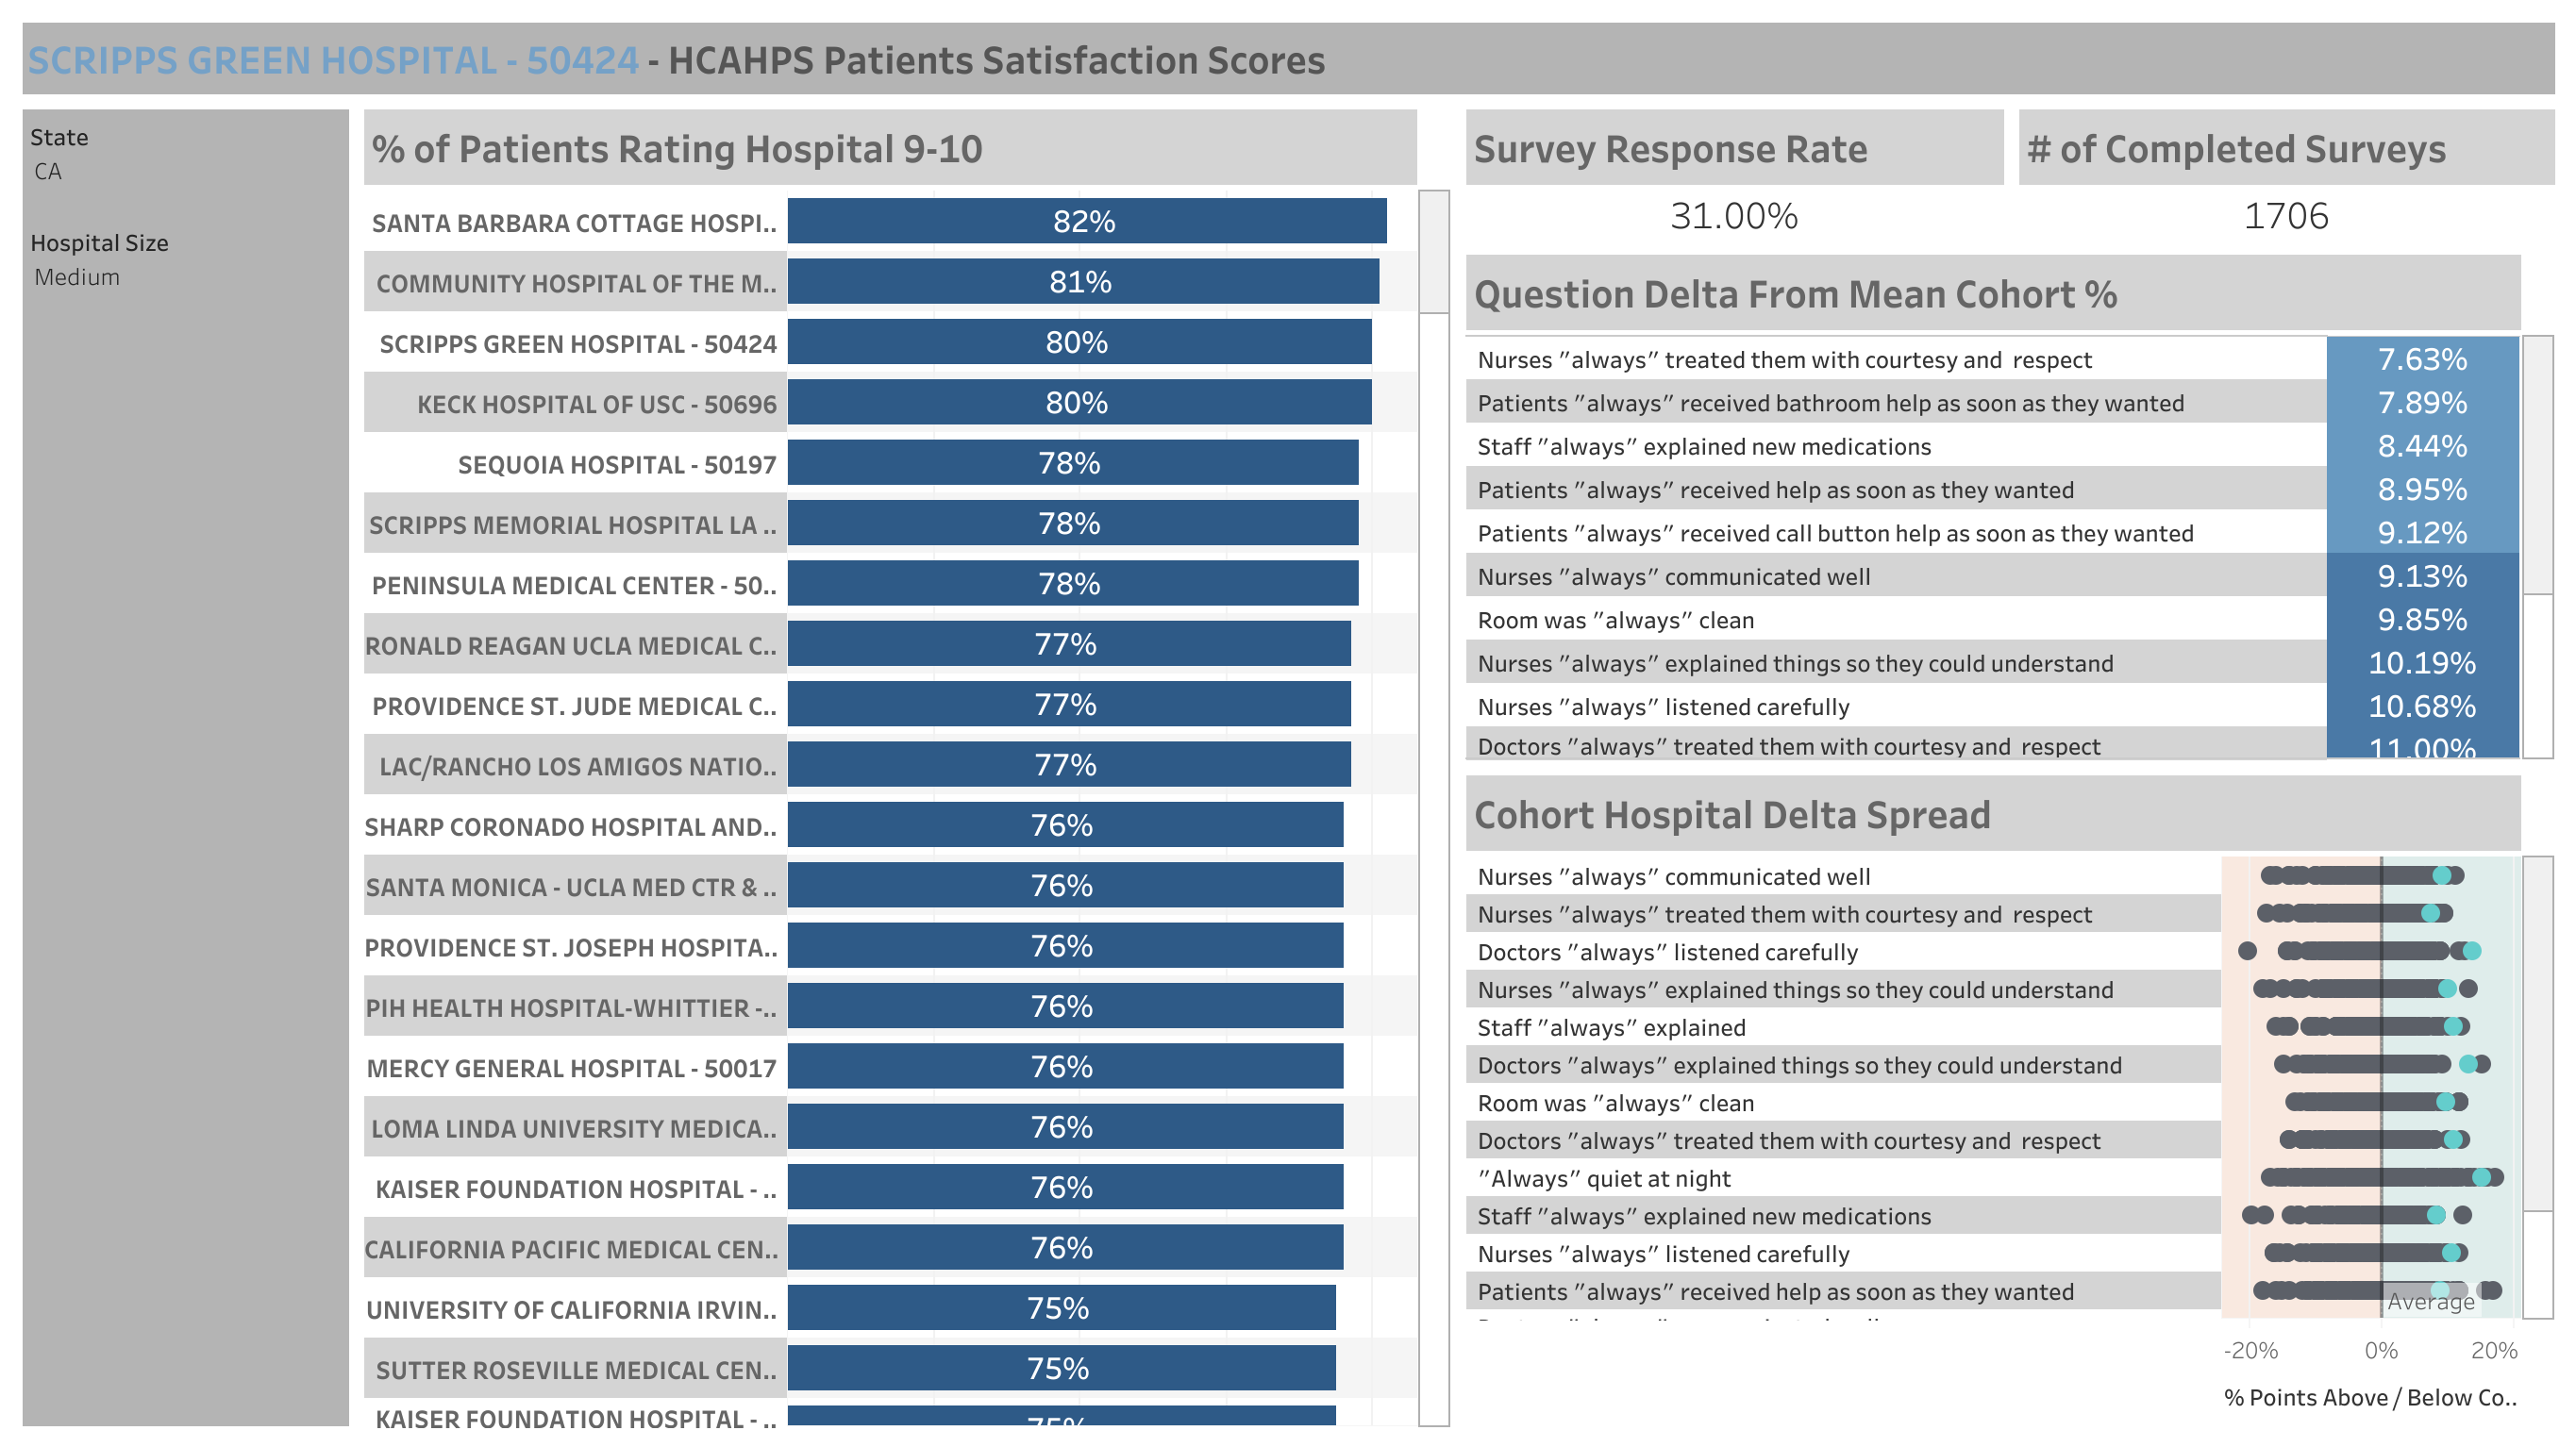 SCRIPPS GREEN HOSPITAL - 50424 - HCAHPS Patients Satisfaction Scores
State
CA
Hospital Size
Medium
% of Patients Rating Hospital 9-10
SANTA BARBARA COTTAGE HOSPI.. 82%
COMMUNITY HOSPITAL OF THE M.. 81%
SCRIPPS GREEN HOSPITAL - 50424 80%
KECK HOSPITAL OF USC - 50696 80%
SEQUOIA HOSPITAL - 50197 78%
SCRIPPS MEMORIAL HOSPITAL LA .. 78%
PENINSULA MEDICAL CENTER - 50.. 78%
RONALD REAGAN UCLA MEDICAL C.. 77%
PROVIDENCE ST. JUDE MEDICAL C.. 77%
LAC/RANCHO LOS AMIGOS NATIO.. 77%
SHARP CORONADO HOSPITAL AND.. 76%
SANTA MONICA - UCLA MED CTR & .. 76%
PROVIDENCE ST. JOSEPH HOSPITA.. 76%
PIH HEALTH HOSPITAL-WHITTIER -.. 76%
MERCY GENERAL HOSPITAL - 50017 76%
LOMA LINDA UNIVERSITY MEDICA.. 76%
KAISER FOUNDATION HOSPITAL - .. 76%
CALIFORNIA PACIFIC MEDICAL CEN.. 76%
UNIVERSITY OF CALIFORNIA IRVIN.. 75%
SUTTER ROSEVILLE MEDICAL CEN.. 75%
KAISER FOUNDATION HOSPITAL - .. 75%
Survey Response Rate
31.00%
# of Completed Surveys
1706
Question Delta From Mean Cohort %
Nurses "always" treated them with courtesy and  respect 7.63%
Patients "always" received bathroom help as soon as they wanted 7.89%
Staff "always" explained new medications 8.44%
Patients "always" received help as soon as they wanted 8.95%
Patients "always" received call button help as soon as they wanted 9.12%
Nurses "always" communicated well 9.13%
Room was "always" clean 9.85%
Nurses "always" explained things so they could understand 10.19%
Nurses "always" listened carefully 10.68%
Doctors "always" treated them with courtesy and  respect 11.00%
Cohort Hospital Delta Spread
Nurses "always" communicated well
Nurses "always" treated them with courtesy and  respect
Doctors "always" listened carefully
Nurses "always" explained things so they could understand
Staff "always" explained
Doctors "always" explained things so they could understand
Room was "always" clean
Doctors "always" treated them with courtesy and  respect
"Always" quiet at night
Staff "always" explained new medications
Nurses "always" listened carefully
Patients "always" received help as soon as they wanted
Average
-20% 0% 20%
% Points Above / Below Co..